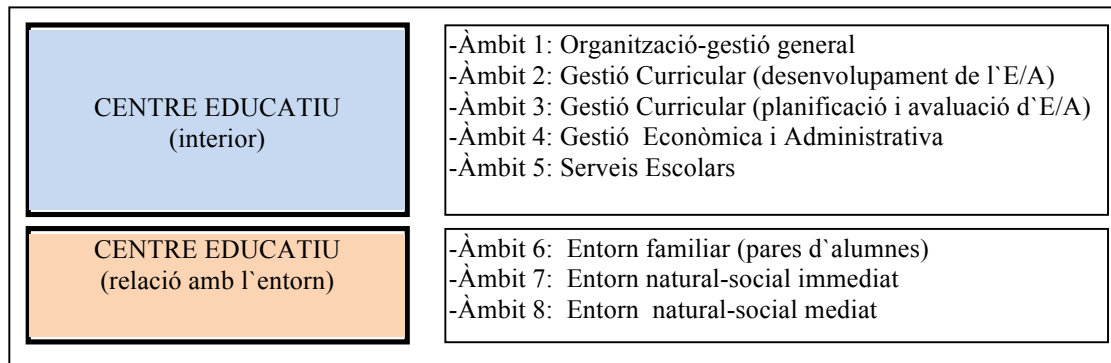 CENTRE EDUCATIU
(interior)
-Àmbit 1: Organització-gestió general
-Àmbit 2: Gestió Curricular (desenvolupament de l`E/A)
-Àmbit 3: Gestió Curricular (planificació i avaluació d`E/A)
-Àmbit 4: Gestió  Econòmica i Administrativa
-Àmbit 5: Serveis Escolars
CENTRE EDUCATIU
(relació amb l`entorn)
-Àmbit 6:  Entorn familiar (pares d`alumnes)
-Àmbit 7:  Entorn natural-social immediat
-Àmbit 8:  Entorn  natural-social mediat